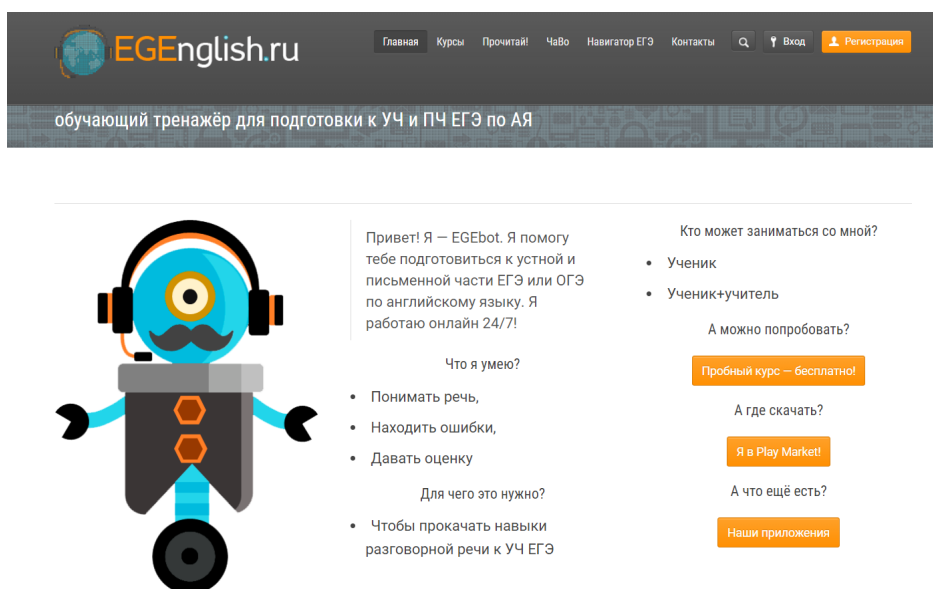 EGEnglish.ru
Главная Курсы Прочитай! ЧаВо Навигатор ЕГЭ Контакты Вход Регистрация
обучающий тренажёр для подготовки к УЧ и ПЧ ЕГЭ по АЯ
Привет! Я — EGEbot. Я помогу
тебе подготовиться к устной и
письменной части ЕГЭ или ОГЭ
по английскому языку. Я
работаю онлайн 24/7!
Что я умею?
• Понимать речь,
• Находить ошибки,
• Давать оценку
Для чего это нужно?
• Чтобы прокачать навыки
разговорной речи к УЧ ЕГЭ
Кто может заниматься со мной?
• Ученик
• Ученик+учитель
А можно попробовать?
Пробный курс — бесплатно!
А где скачать?
Я в Play Market!
А что ещё есть?
Наши приложения